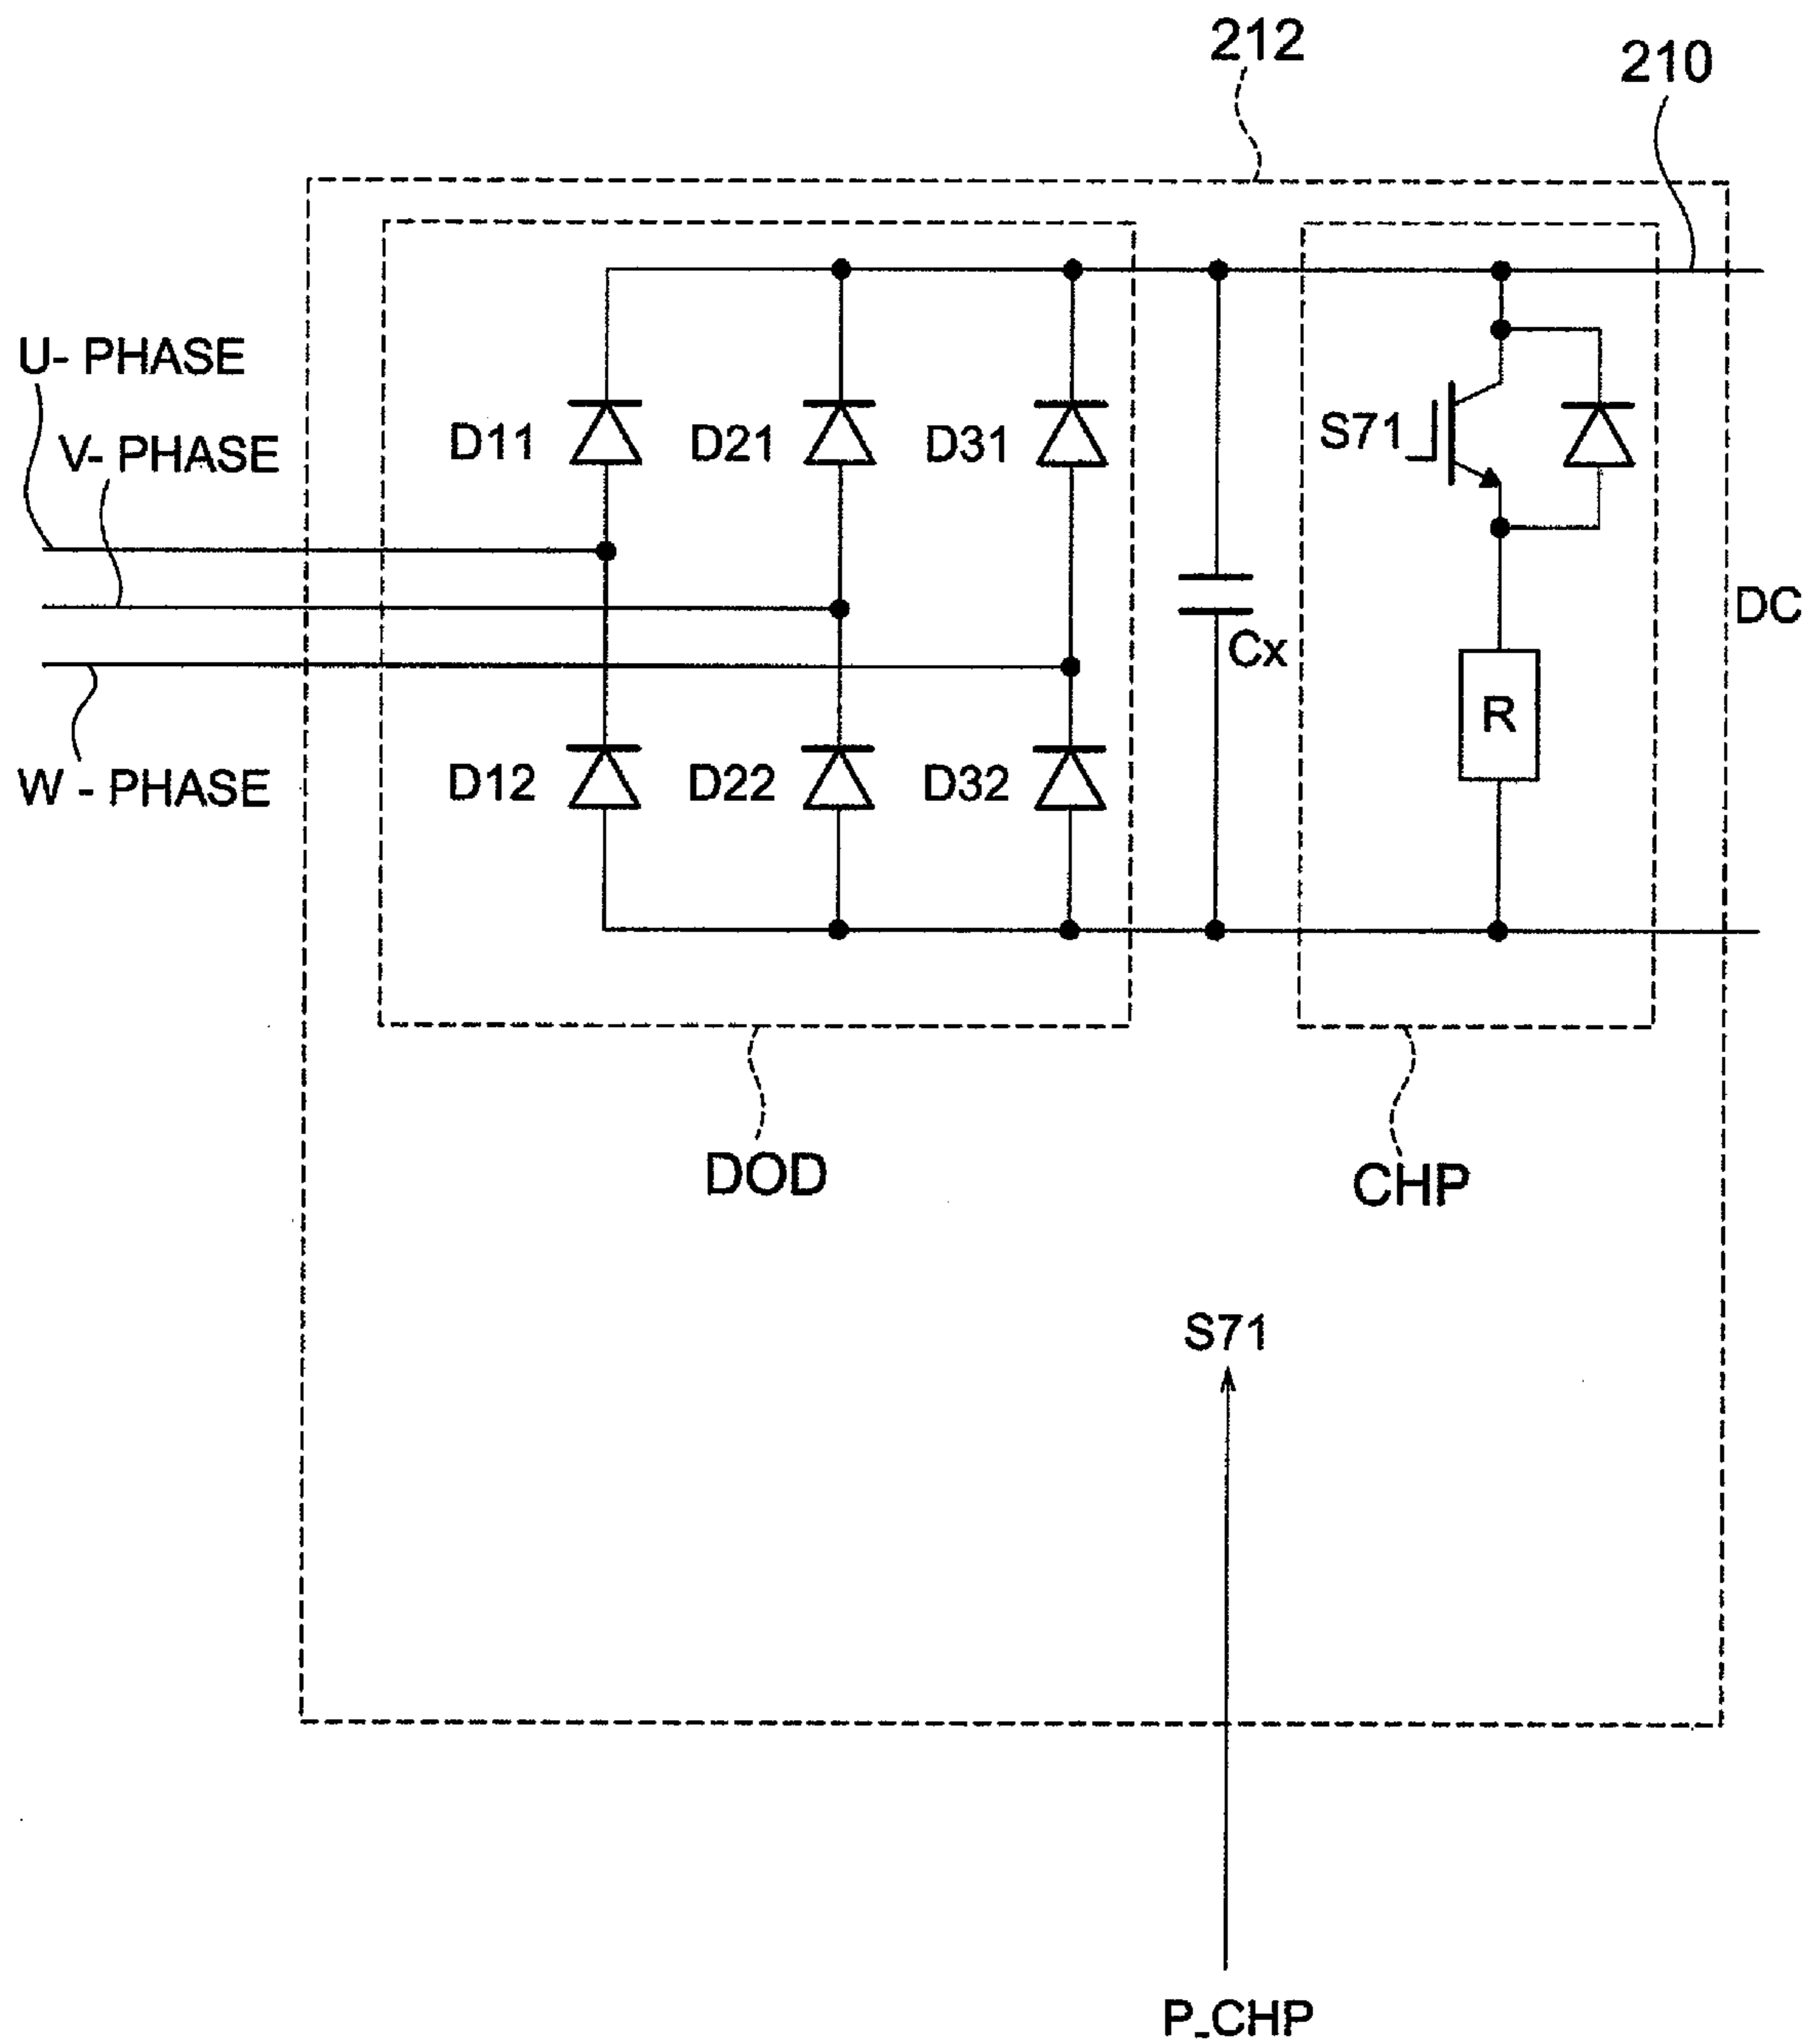 212
210
U- PHASE
V- PHASE
W - PHASE
D11
D21
D31
S71
DC
Cx
R
D12
D22
D32
DOD
CHP
S71
P_CHP